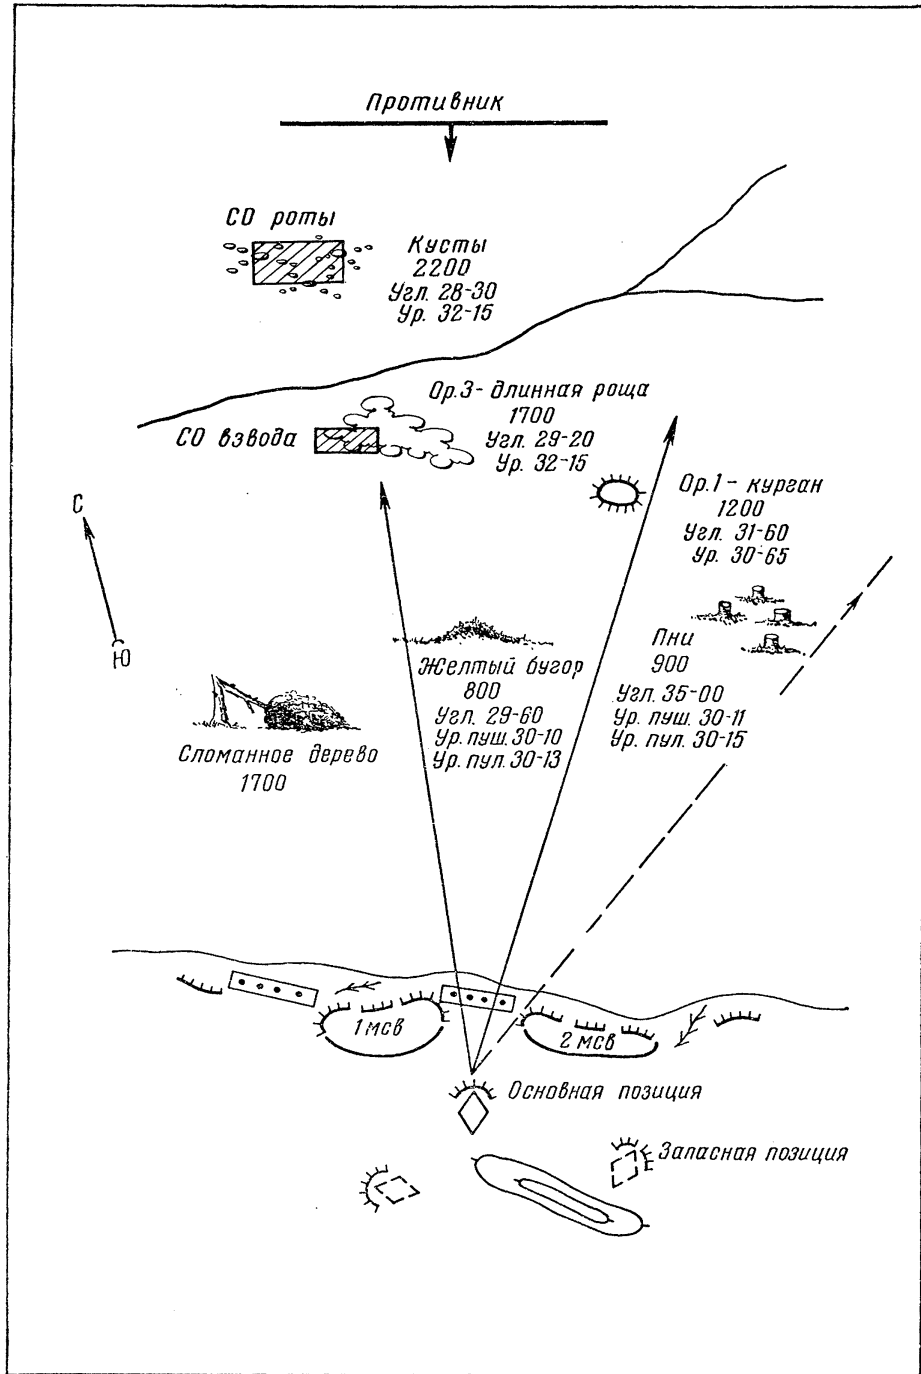 Противник
СО роты
Кусты
2200
Угл. 28-30
Ур. 32-15
Ор.3- длинная роща
1700
Угл. 29-20
Ур. 32-15
СО взвода
Ор.1- курган
1200
Угл. 31-60
Ур. 30-65
С
Ю
Пни
900
Угл. 35-00
Ур. пуш. 30-11
Ур. пул. 30-15
Желтый бугор
800
Угл. 29-60
Ур. пуш. 30-10
Ур. пул. 30-13
Сломанное дерево
1700
1 мсв
2 мсв
Основная позиция
Запасная позиция